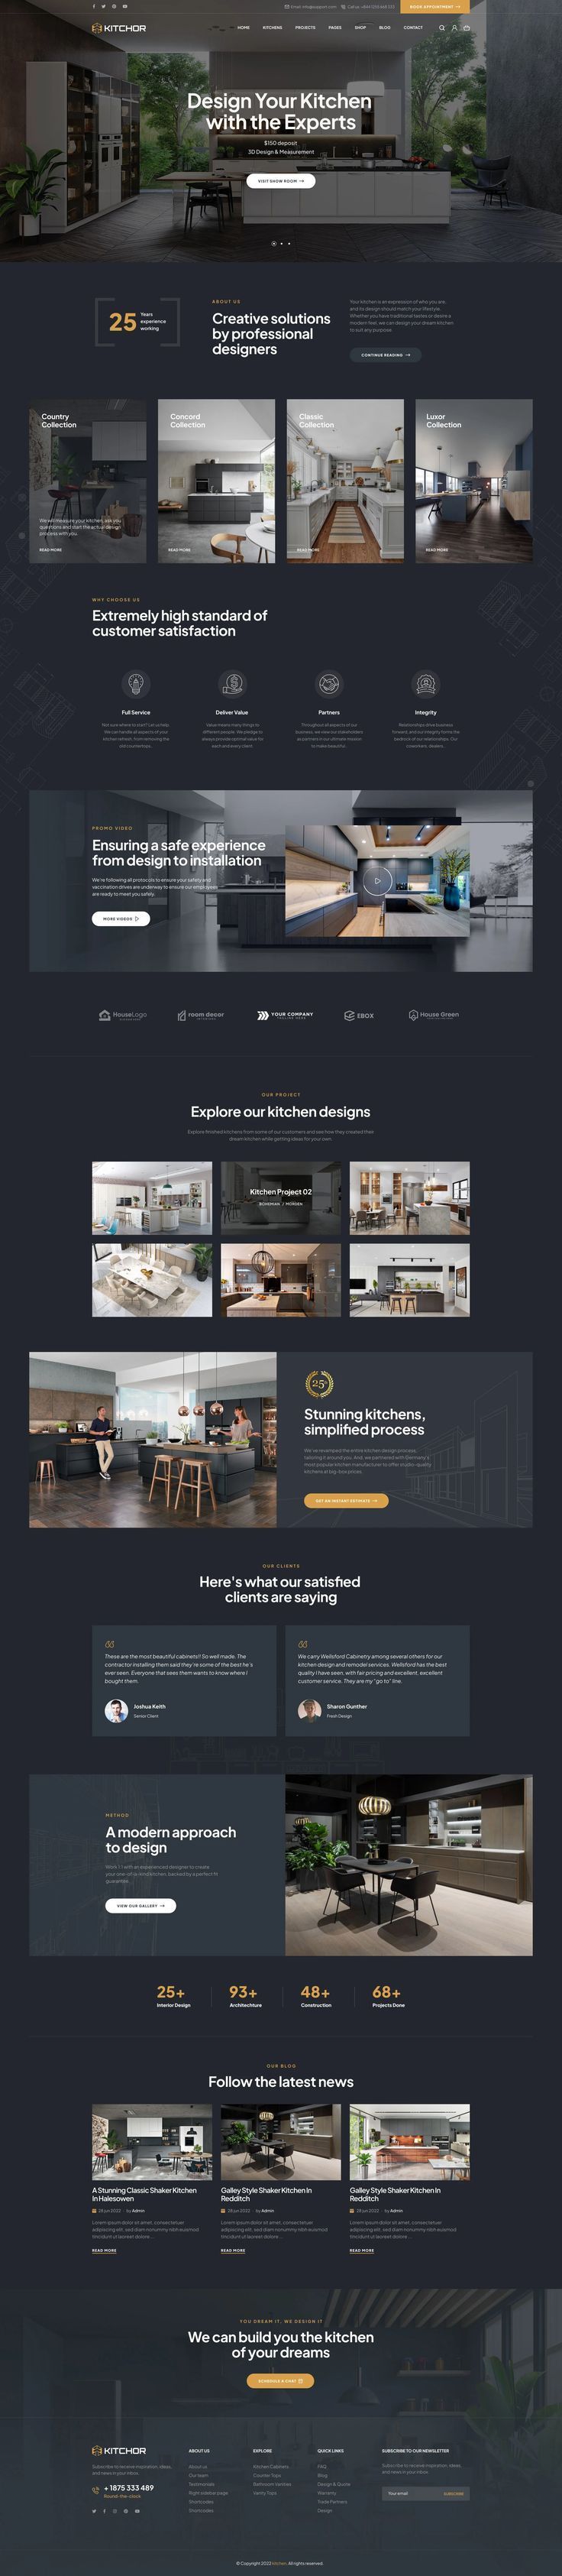 Email: info@support.com
Call us: +844 1010 6541 010
BOOK APPOINTMENT
KITCHOR
HOME
KITCHENS
PROJECTS
PAGES
SHOP
BLOG
CONTACT
Design Your Kitchen
with the Experts
$150 deposit
3D Design & Measurement
VISIT SHOW ROOM
25
Years
experience
working
ABOUT US
Creative solutions
by professional
designers
Your kitchen is an expression of who you are,
and its design should match your lifestyle.
Whether you have traditional tastes or desire a
modern feel, we can design your dream kitchen
to suit any purpose.
CONTINUE READING
Country
Collection
We will measure your kitchen, ask you
questions and start the actual design
process with you.
READ MORE
Concord
Collection
READ MORE
Classic
Collection
READ MORE
Luxor
Collection
READ MORE
WHY CHOOSE US
Extremely high standard of
customer satisfaction
Full Service
Not sure where to start? Let us help.
We can handle all aspects of your
kitchen refresh, from removing the
old countertops.
Deliver Value
Value means many things to
different people. We pledge to
always provide optimal value for
each and every client.
Partners
Throughout all aspects of our
business, we view our stakeholders
as partners in our ultimate mission
to make beautiful.
Integrity
Relationships drive business
forward, and our integrity forms the
bedrock of our relationships. Our
coworkers, dealers...
PROMO VIDEO
Ensuring a safe experience
from design to installation
We're following all protocols to ensure your safety and
vaccination drives are underway to ensure our employees
are ready to meet you safely.
MORE VIDEOS
HouseLogo
room decor
YOUR COMPANY
TAGLINE HERE
EBOX
House Green
OUR PROJECT
Explore our kitchen designs
Explore finished kitchens from some of our customers and see how they created their
dream kitchen while getting ideas for your own.
Kitchen Project 02
BOHEMIAN / MORDEN
25
Stunning kitchens,
simplified process
We've revamped the entire kitchen design process,
tailoring it around you. And, we partnered with Germany's
most popular kitchen manufacturer to offer studio-quality
kitchens at big-box prices.
GET AN INSTANT ESTIMATE
OUR CLIENTS
Here's what our satisfied
clients are saying
These are the most beautiful cabinets!! So well made. The
contractor installing them said they're some of the best he's
ever seen. Everyone that sees them wants to know where I
bought them.
Joshua Keith
Senior Client
We carry Wellsford Cabinetry among several others for our
kitchen design and remodel services. Wellsford has the best
quality I have seen, with fair pricing and excellent, excellent
customer service. They are my "go to" line.
Sharon Gunther
Fresh Design
METHOD
A modern approach
to design
Work 1:1 with an experienced designer to create
your one-of-a-kind kitchen, backed by a perfect fit
guarantee.
VIEW OUR GALLERY
25+
Interior Design
93+
Architechture
48+
Construction
68+
Projects Done
OUR BLOG
Follow the latest news
A Stunning Classic Shaker Kitchen
In Halesowen
28 jun 2022
by Admin
Lorem ipsum dolor sit amet, consectetuer
adipiscing elit, sed diam nonummy nibh euismod
tincidunt ut laoreet dolore ...
READ MORE
Galley Style Shaker Kitchen In
Redditch
28 jun 2022
by Admin
Lorem ipsum dolor sit amet, consectetuer
adipiscing elit, sed diam nonummy nibh euismod
tincidunt ut laoreet dolore ...
READ MORE
Galley Style Shaker Kitchen In
Redditch
28 jun 2022
by Admin
Lorem ipsum dolor sit amet, consectetuer
adipiscing elit, sed diam nonummy nibh euismod
tincidunt ut laoreet dolore ...
READ MORE
YOU DREAM IT, WE DESIGN IT
We can build you the kitchen
of your dreams
SCHEDULE A CHAT
KITCHOR
Subscribe to receive inspiration, ideas,
and news in your inbox.
+ 1875 333 489
Round-the-clock
ABOUT US
About us
Our team
Testimonials
Right sidebar page
Shortcodes
Shortcodes
EXPLORE
Kitchen Cabinets
Counter Tops
Bathroom Vanities
Vanity Tops
QUICK LINKS
FAQ
Blog
Design & Quote
Warranty
Trade Partners
Design
SUBSCRIBE TO OUR NEWSLETTER
Subscribe to receive inspiration, ideas,
and news in your inbox.
Your email
SUBSCRIBE
© Copyright 2022 kitchen. All rights reserved.